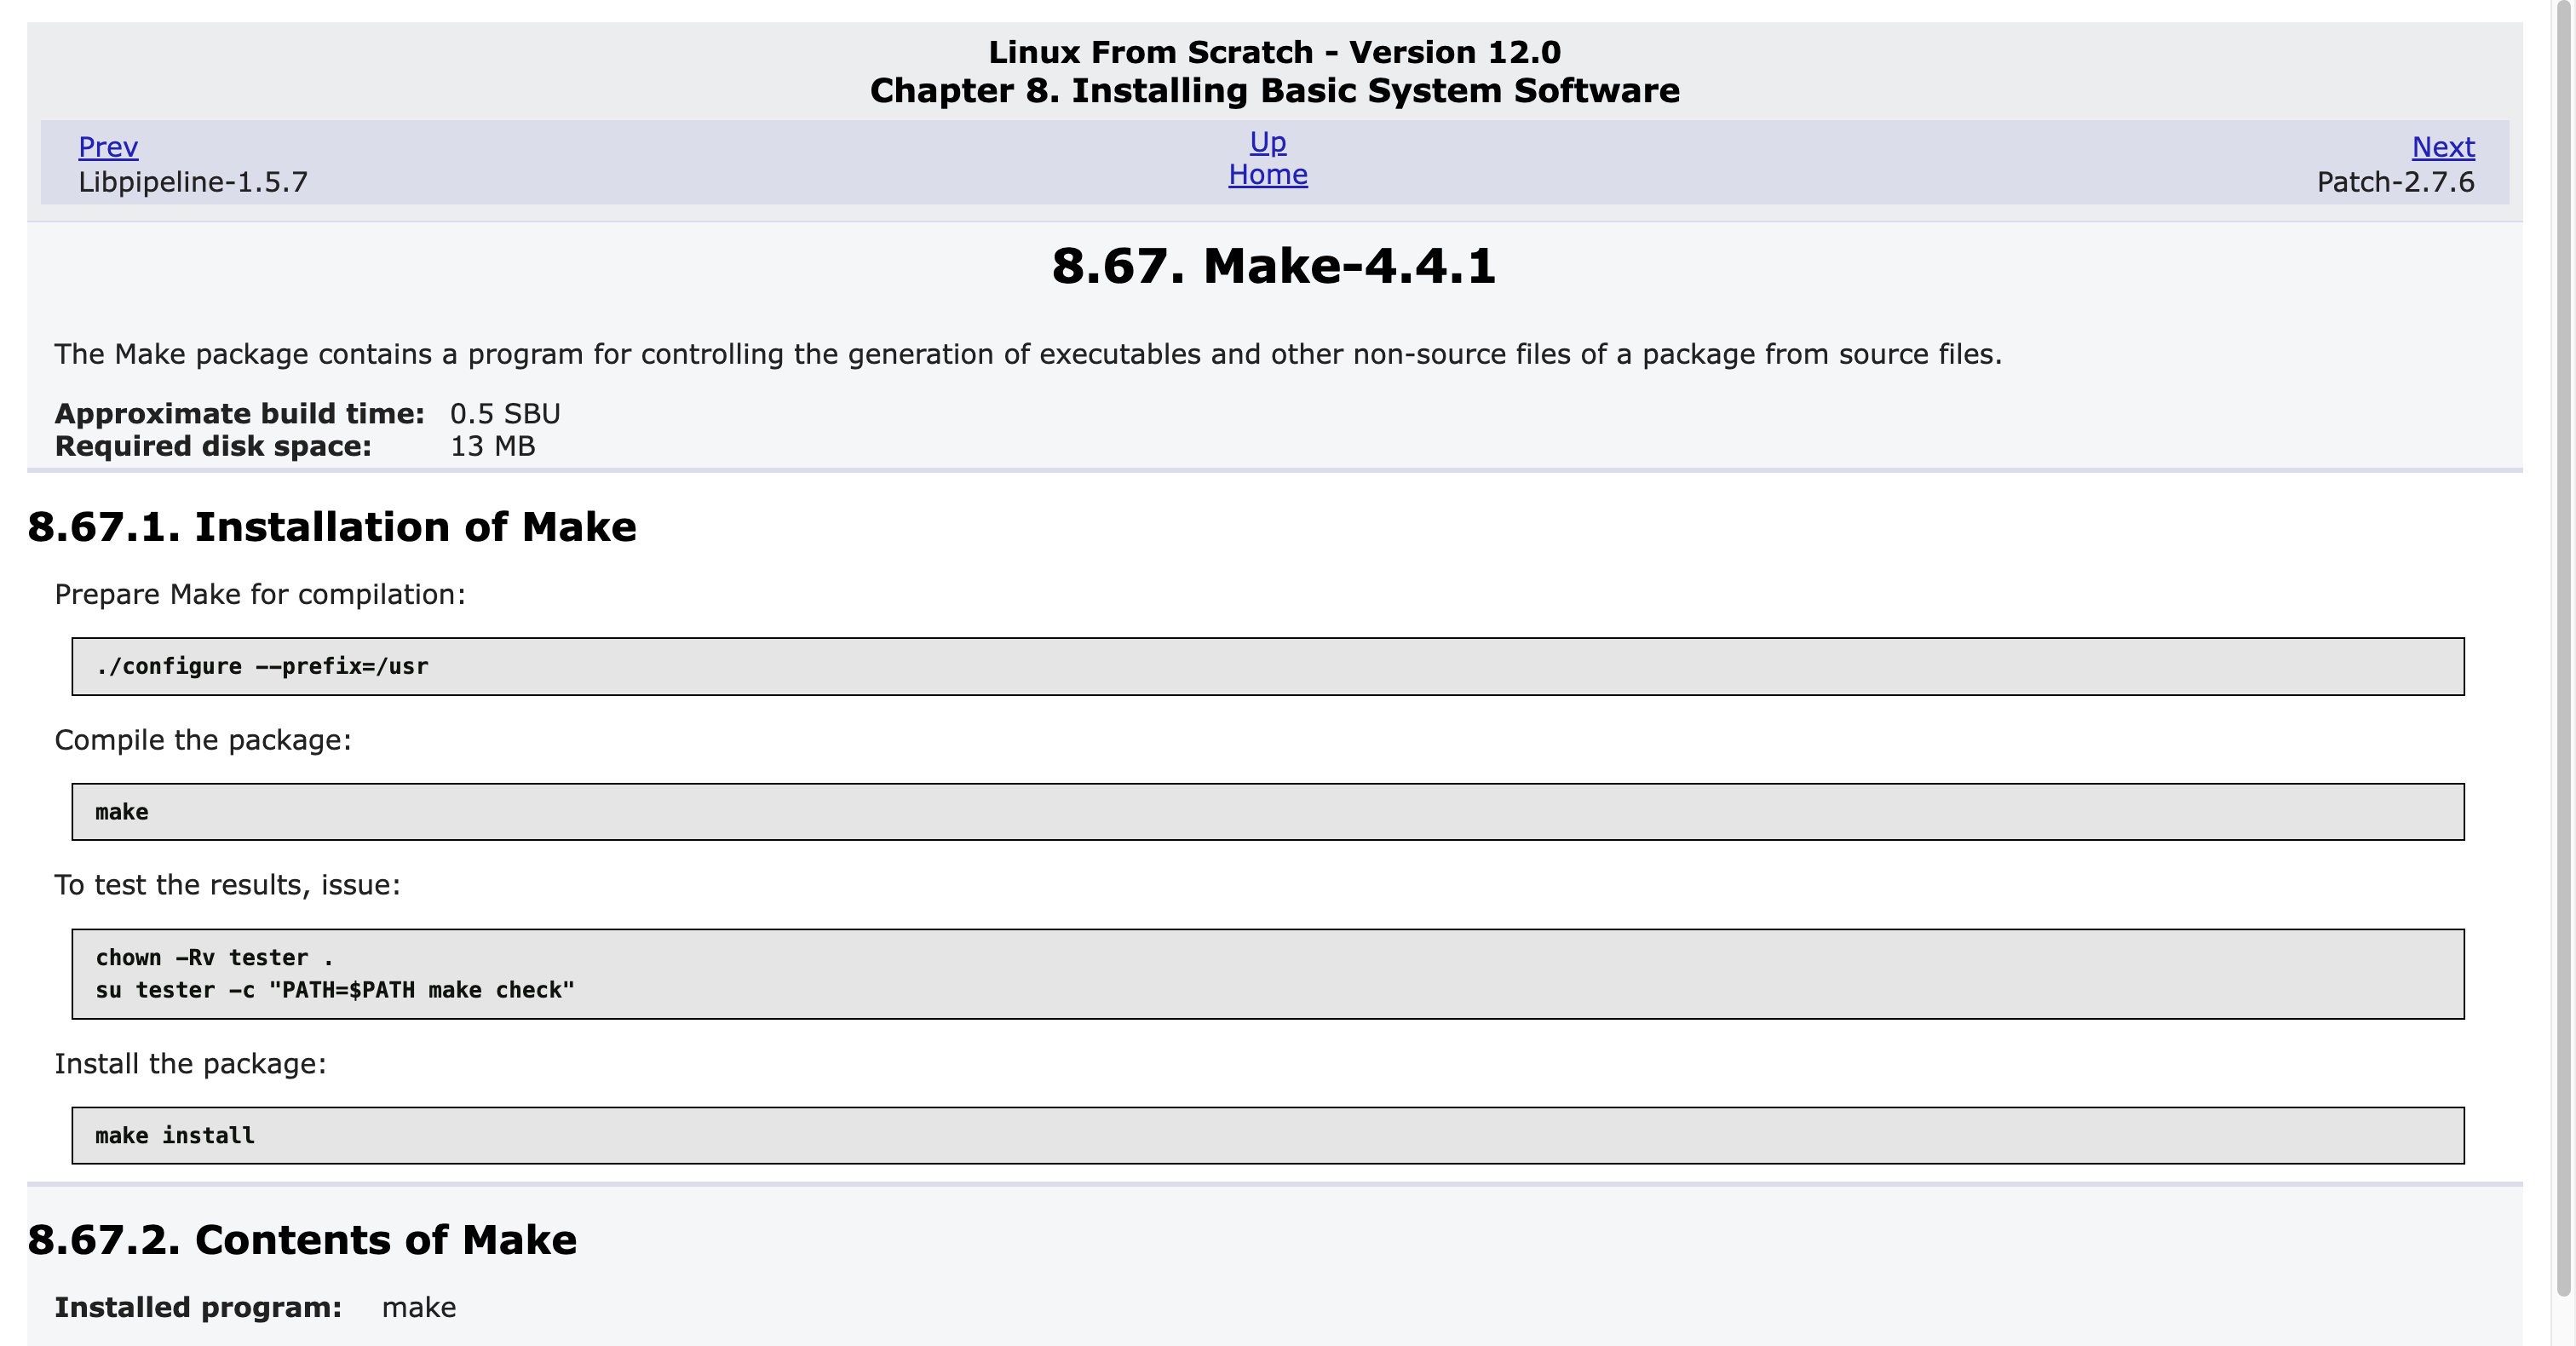 Linux From Scratch - Version 12.0
Chapter 8. Installing Basic System Software
Prev
Up
Next
Libpipeline-1.5.7
Home
Patch-2.7.6
8.67. Make-4.4.1
The Make package contains a program for controlling the generation of executables and other non-source files of a package from source files.
Approximate build time: 0.5 SBU
Required disk space: 13 MB
8.67.1. Installation of Make
Prepare Make for compilation:
./configure --prefix=/usr
Compile the package:
make
To test the results, issue:
chown -Rv tester .
su tester -c "PATH=$PATH make check"
Install the package:
make install
8.67.2. Contents of Make
Installed program: make